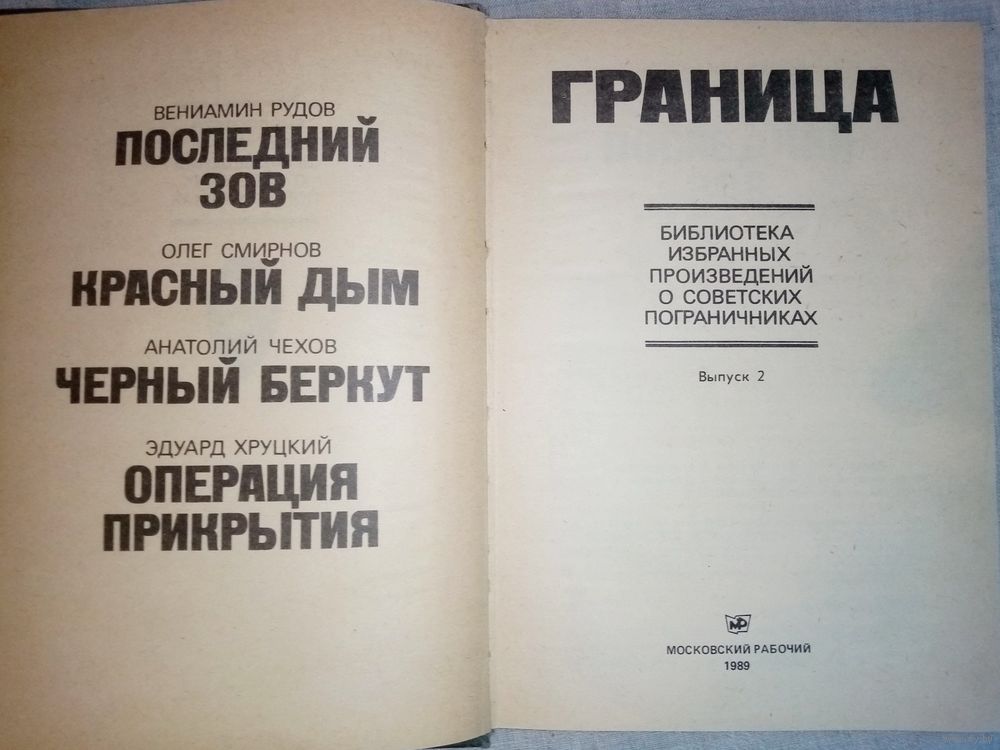 ВЕНИАМИН РУДОВ
ПОСЛЕДНИЙ
ЗОВ
ОЛЕГ СМИРНОВ
КРАСНЫЙ ДЫМ
АНАТОЛИЙ ЧЕХОВ
ЧЕРНЫЙ БЕРКУТ
ЭДУАРД ХРУЦКИЙ
ОПЕРАЦИЯ
ПРИКРЫТИЯ
ГРАНИЦА
БИБЛИОТЕКА
ИЗБРАННЫХ
ПРОИЗВЕДЕНИЙ
О СОВЕТСКИХ
ПОГРАНИЧНИКАХ
Выпуск 2
МР
МОСКОВСКИЙ РАБОЧИЙ
1989